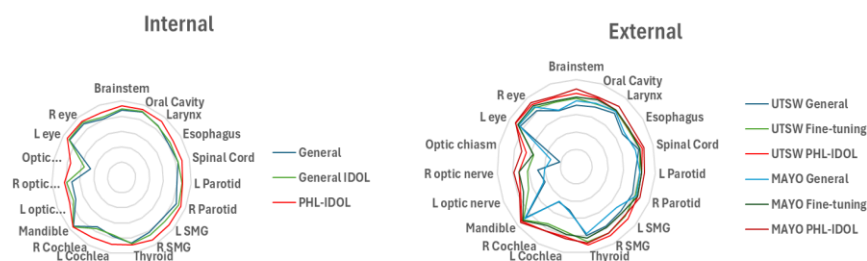 Internal
Brainstem
Oral Cavity
Larynx
Esophagus
Spinal Cord
L Parotid
R Parotid
L SMG
R SMG
Thyroid
L Cochlea
R Cochlea
Mandible
L optic...
R optic...
Optic...
L eye
R eye
General
General IDOL
PHL-IDOL
External
Brainstem
Oral Cavity
Larynx
Esophagus
Spinal Cord
L Parotid
R Parotid
L SMG
R SMG
Thyroid
L Cochlea
R Cochlea
Mandible
L optic nerve
R optic nerve
Optic chiasm
L eye
R eye
UTSW General
UTSW Fine-tuning
UTSW PHL-IDOL
MAYO General
MAYO Fine-tuning
MAYO PHL-IDOL